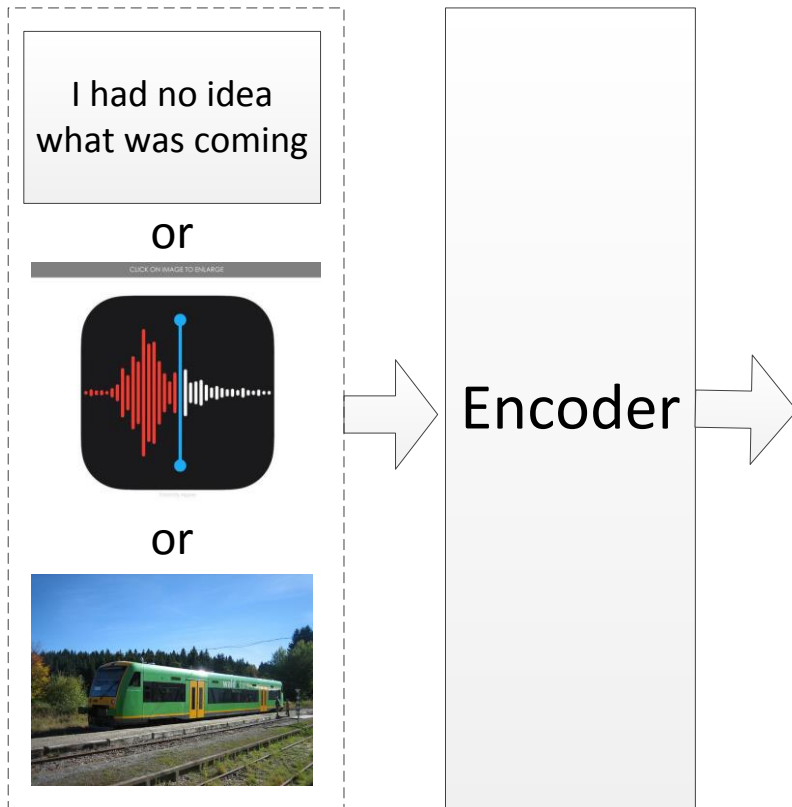 I had no idea
what was coming
or
CLICK ON IMAGE TO ENLARGE
or
Encoder